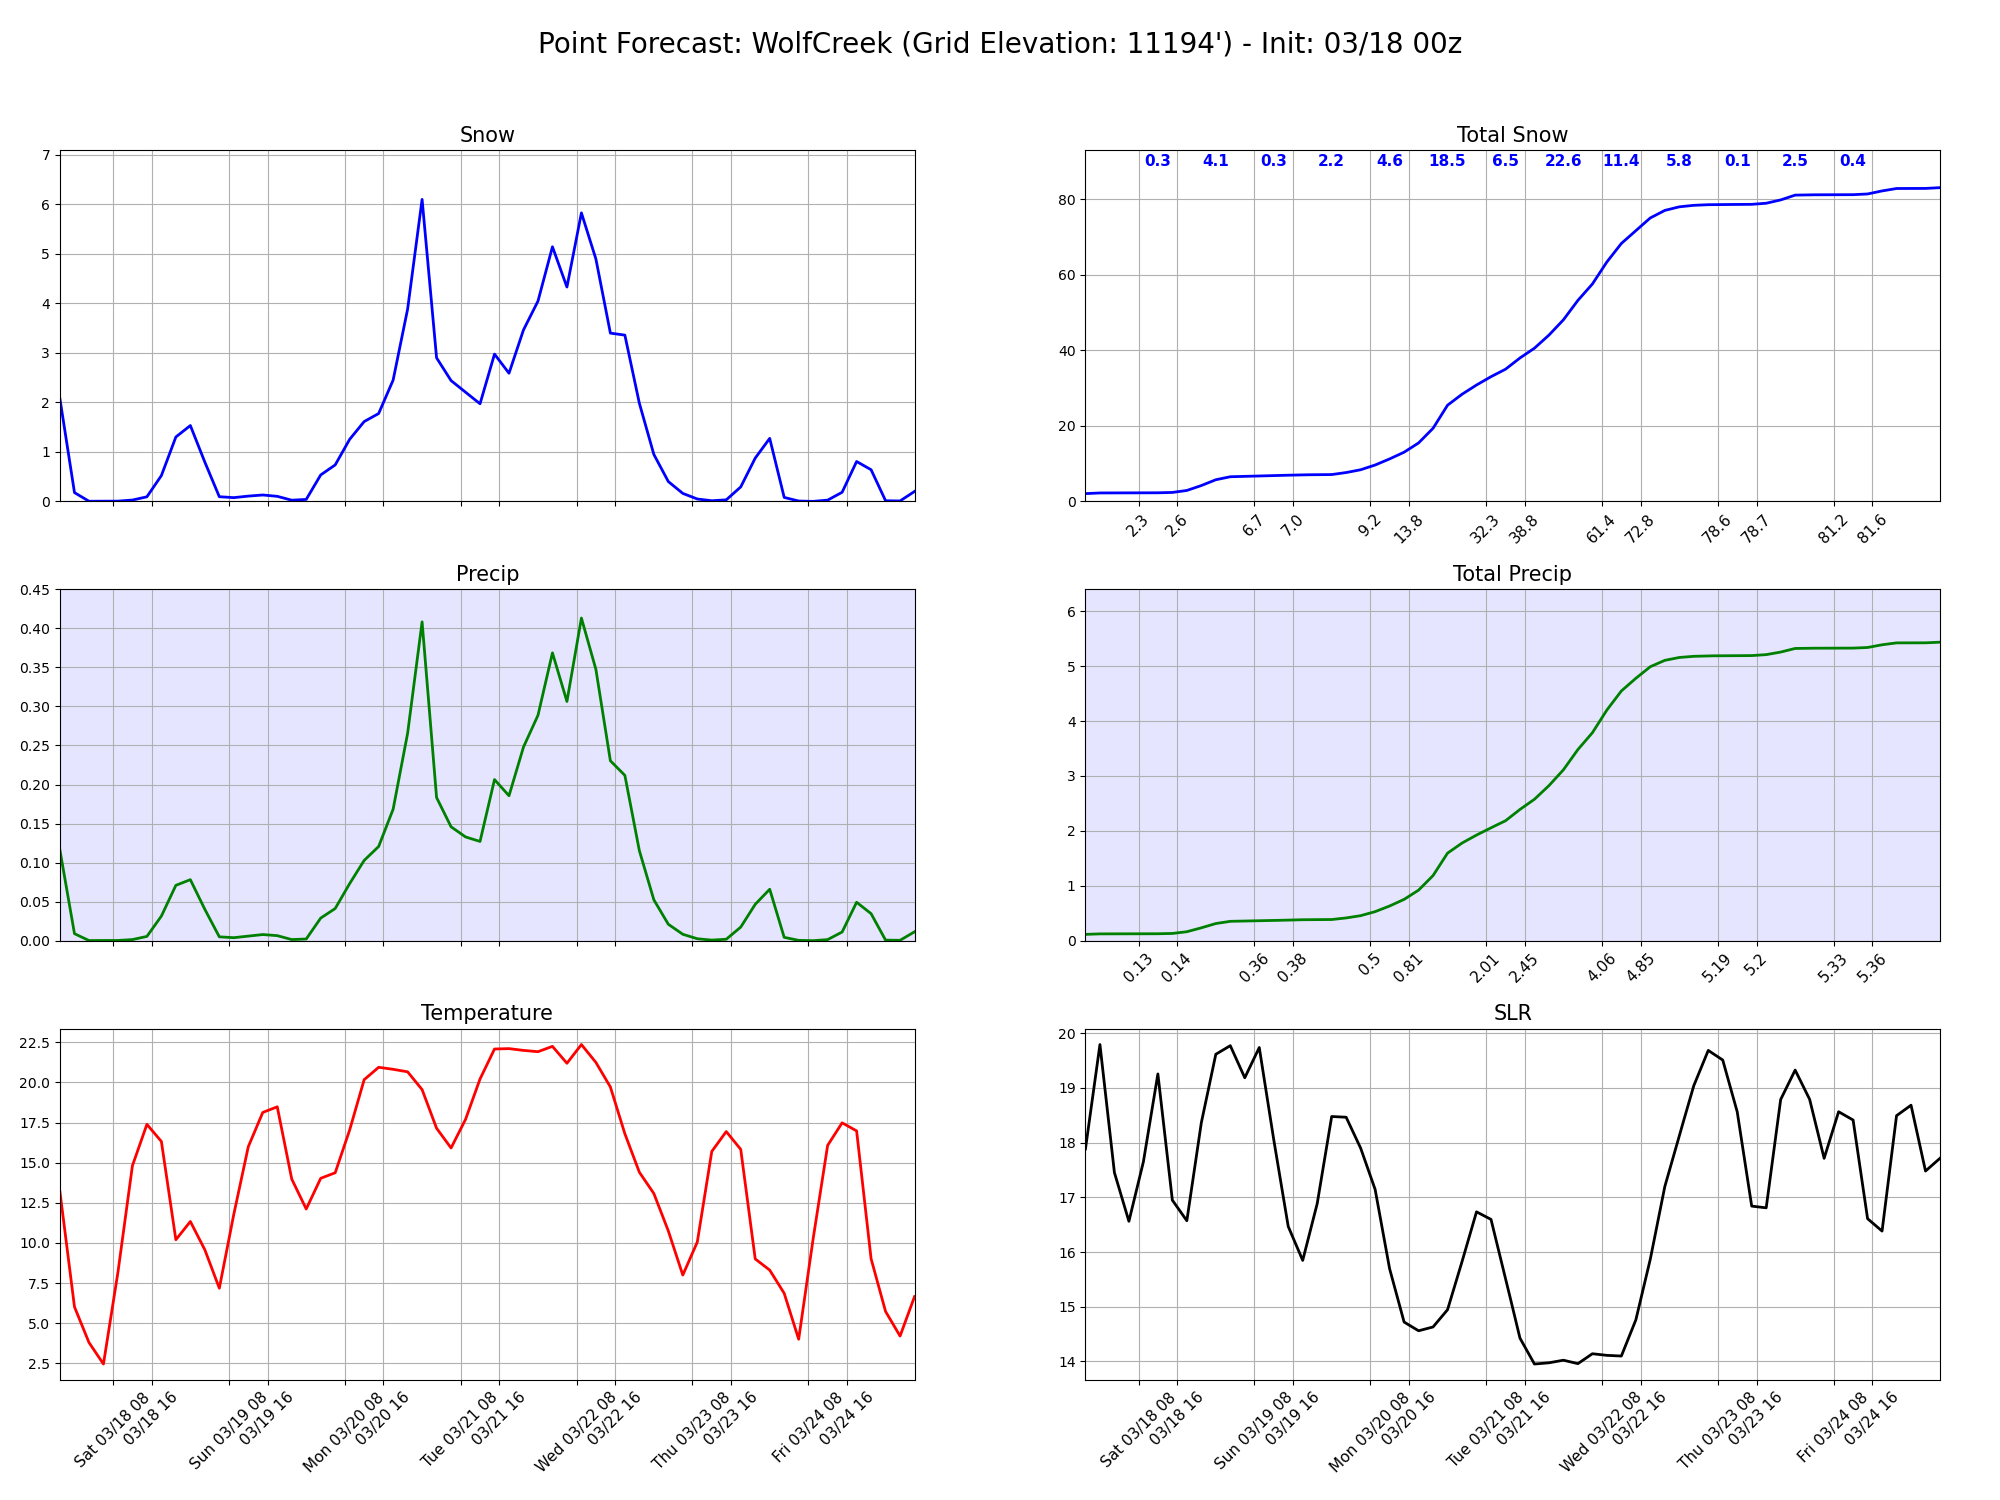 Point Forecast: WolfCreek (Grid Elevation: 11194') - Init: 03/18 00z
Snow
7
6
5
4
3
2
1
0
Total Snow
0.3 4.1 0.3 2.2 4.6 18.5 6.5 22.6 11.4 5.8 0.1 2.5 0.4
80
60
40
20
0
2.3 2.6 6.7 7.0 9.2 13.8 32.3 38.8 61.4 72.8 78.6 78.7 81.2 81.6
Precip
0.45
0.40
0.35
0.30
0.25
0.20
0.15
0.10
0.05
0.00
Total Precip
6
5
4
3
2
1
0
0.13 0.14 0.36 0.38 0.5 0.81 2.01 2.45 4.06 4.85 5.19 5.2 5.33 5.36
Temperature
22.5
20.0
17.5
15.0
12.5
10.0
7.5
5.0
2.5
Sat 03/18 08
03/18 16
Sun 03/19 08
03/19 16
Mon 03/20 08
03/20 16
Tue 03/21 08
03/21 16
Wed 03/22 08
03/22 16
Thu 03/23 08
03/23 16
Fri 03/24 08
03/24 16
SLR
20
19
18
17
16
15
14
Sat 03/18 08
03/18 16
Sun 03/19 08
03/19 16
Mon 03/20 08
03/20 16
Tue 03/21 08
03/21 16
Wed 03/22 08
03/22 16
Thu 03/23 08
03/23 16
Fri 03/24 08
03/24 16